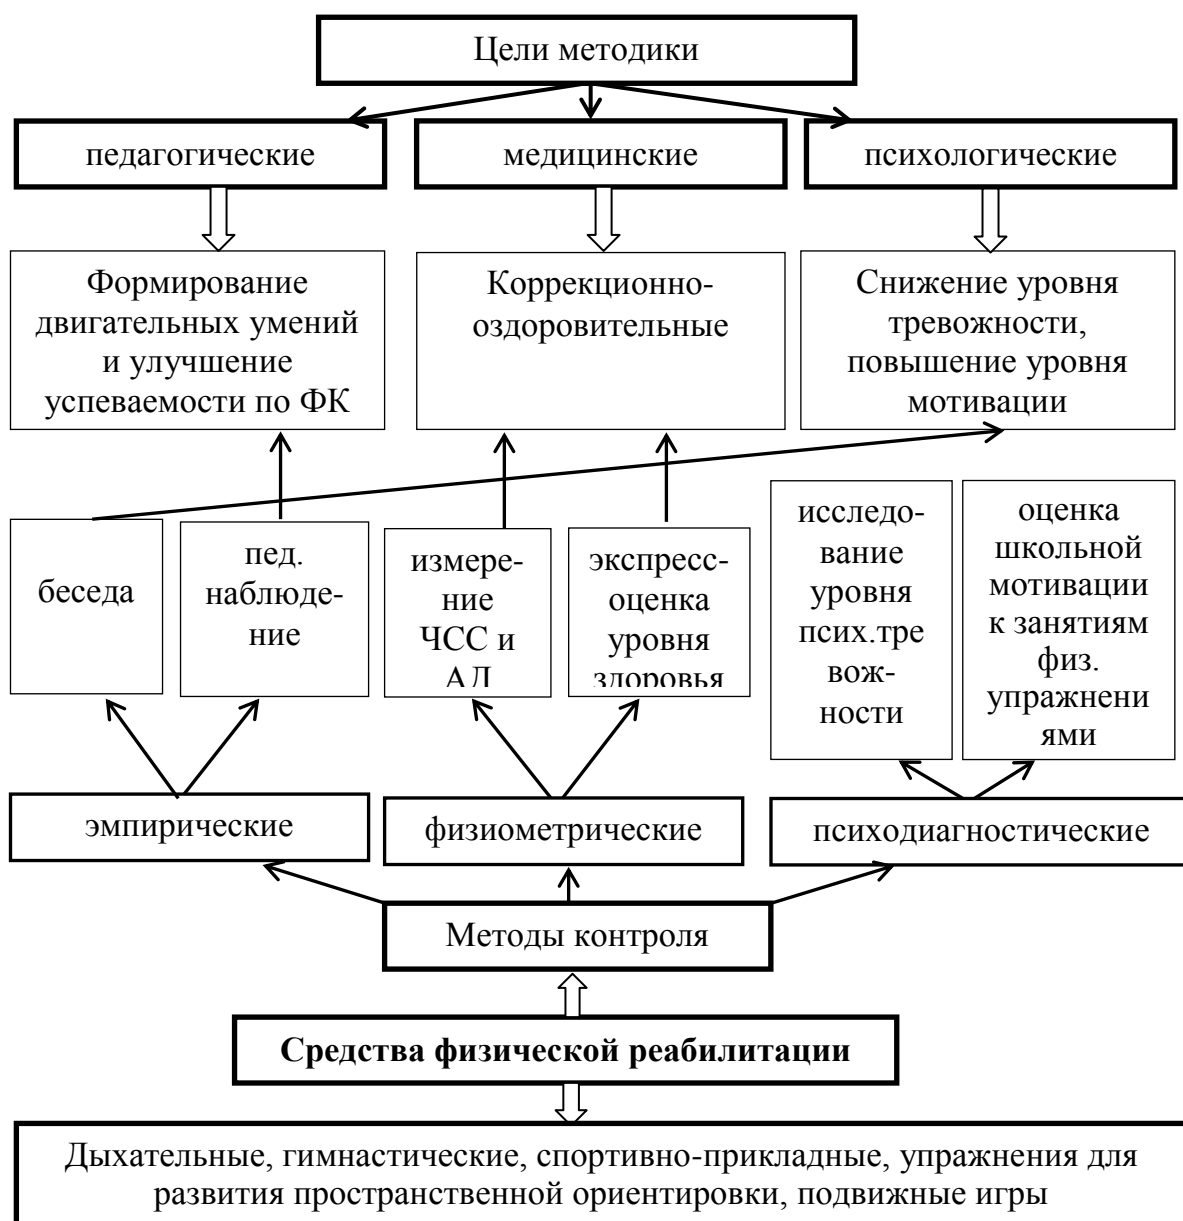 Цели методики
педагогические
медицинские
психологические
Формирование
двигательных умений
и улучшение
успеваемости по ФК
Коррекционно-
оздоровительные
Снижение уровня
тревожности,
повышение уровня
мотивации
беседа
пед.
наблюде-
ние
измере-
ние
ЧСС и
АД
экспресс-
оценка
уровня
здоровья
исследо-
вание
уровня
псих.тре
вож-
ности
оценка
школьной
мотивации
к занятиям
физ.
упражнени
ями
эмпирические
физиометрические
психодиагностические
Методы контроля
Средства физической реабилитации
Дыхательные, гимнастические, спортивно-прикладные, упражнения для
развития пространственной ориентировки, подвижные игры